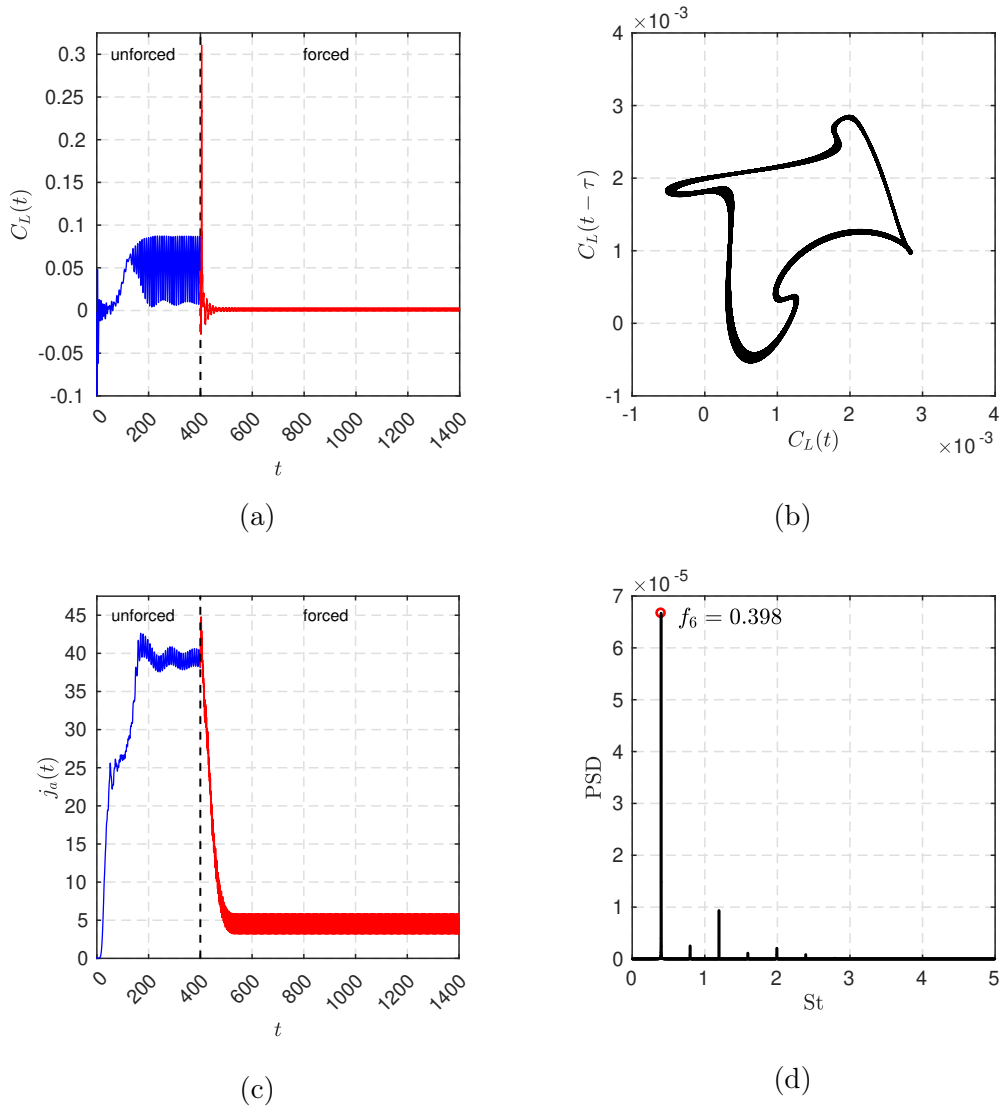 unforced forced
0.3
0.25
0.2
0.15
0.1
0.05
0
-0.05
-0.1
C_L(t)
0 200 400 600 800 1000 1200 1400
t
(a)
×10^-3
4
3
2
1
0
-1
C_L(t − τ)
-1 0 1 2 3 4
C_L(t)
×10^-3
(b)
unforced forced
45
40
35
30
25
20
15
10
5
0
j_a(t)
0 200 400 600 800 1000 1200 1400
t
(c)
×10^-5
7
6
5
4
3
2
1
0
PSD
f_6 = 0.398
0 1 2 3 4 5
St
(d)